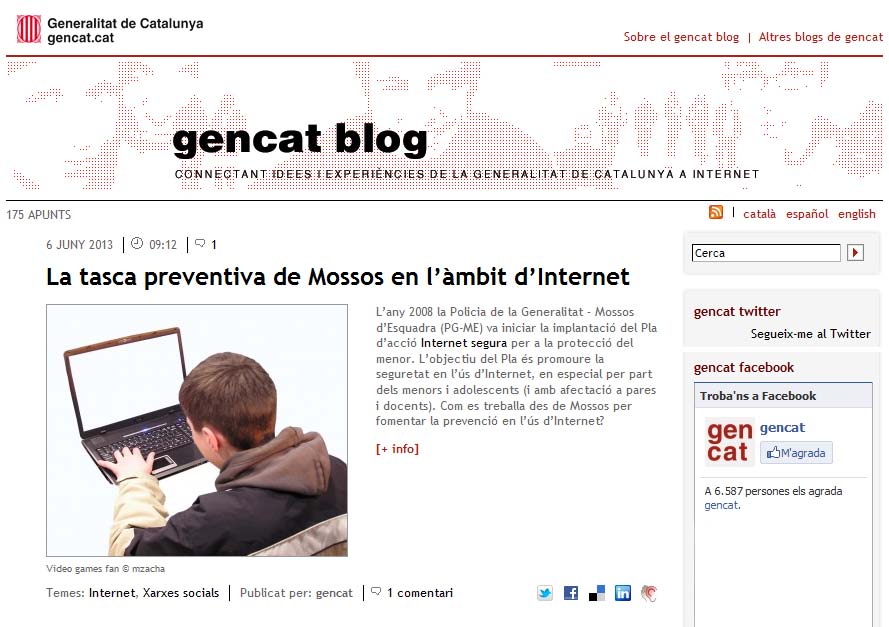 Generalitat de Catalunya
gencat.cat
Sobre el gencat blog | Altres blogs de gencat
gencat blog
CONNECTANT IDEES I EXPERIÈNCIES DE LA GENERALITAT DE CATALUNYA A INTERNET
175 APUNTS
català español english
6 JUNY 2013 | 09:12 | 1
La tasca preventiva de Mossos en l’àmbit d’Internet
L’any 2008 la Policia de la Generalitat - Mossos
d’Esquadra (PG-ME) va iniciar la implantació del Pla
d’acció Internet segura per a la protecció del
menor. L’objectiu del Pla és promoure la
seguretat en l’ús d’Internet, en especial per part
dels menors i adolescents (i amb afectació a pares
i docents). Com es treballa des de Mossos per
fomentar la prevenció en l’ús d’Internet?
[+ info]
Video games fan © mzacha
Temes: Internet, Xarxes socials | Publicat per: gencat | 1 comentari
Cerca
gencat twitter
Segueix-me al Twitter
gencat facebook
Troba'ns a Facebook
gen
cat
gencat
M'agrada
A 6.587 persones els agrada
gencat.